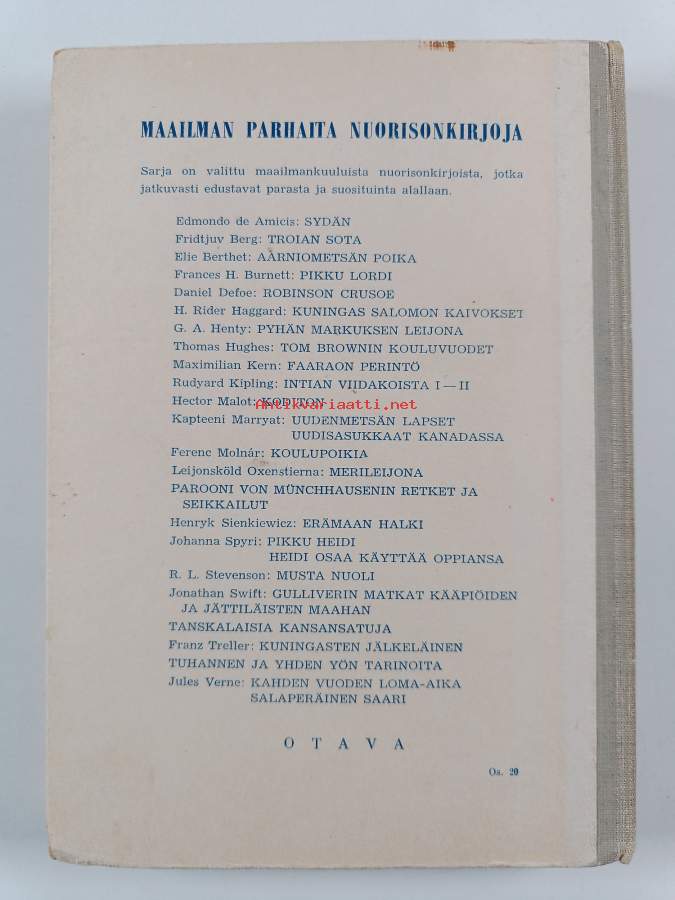 MAAILMAN PARHAITA NUORISONKIRJOJA
Sarja on valittu maailmankuuluista nuorisonkirjoista, jotka
jatkuvasti edustavat parasta ja suosituinta alallaan.
Edmondo de Amicis: SYDÄN
Fridtjuv Berg: TROIAN SOTA
Elie Berthet: AARNIOMETSÄN POIKA
Frances H. Burnett: PIKKU LORDI
Daniel Defoe: ROBINSON CRUSOE
H. Rider Haggard: KUNINGAS SALOMON KAIVOKSET
G. A. Henty: PYHÄN MARKUKSEN LEIJONA
Thomas Hughes: TOM BROWNIN KOULUVUODET
Maximilian Kern: FAARAON PERINTÖ
Rudyard Kipling: INTIAN VIIDAKOISTA I—II
Hector Malot: KODITON
Antikvariaatti.net
Kapteeni Marryat: UUDENMETSÄN LAPSET
UUDISASUKKAAT KANADASSA
Ferenc Molnár: KOULUPOIKIA
Leijonsköld Oxenstierna: MERILEIJONA
PAROONI VON MÜNCHHAUSENIN RETKET JA
SEIKKAILUT
Henryk Sienkiewicz: ERÄMAAN HALKI
Johanna Spyri: PIKKU HEIDI
HEIDI OSAA KÄYTTÄÄ OPPIANSA
R. L. Stevenson: MUSTA NUOLI
Jonathan Swift: GULLIVERIN MATKAT KÄÄPIÖIDEN
JA JÄTTILÄISTEN MAAHAN
TANSKALAISIA KANSANSATUJA
Franz Treller: KUNINGASTEN JÄLKELÄINEN
TUHANNEN JA YHDEN YÖN TARINOITA
Jules Verne: KAHDEN VUODEN LOMA-AIKA
SALAPERÄINEN SAARI
OTAVA
Os. 20